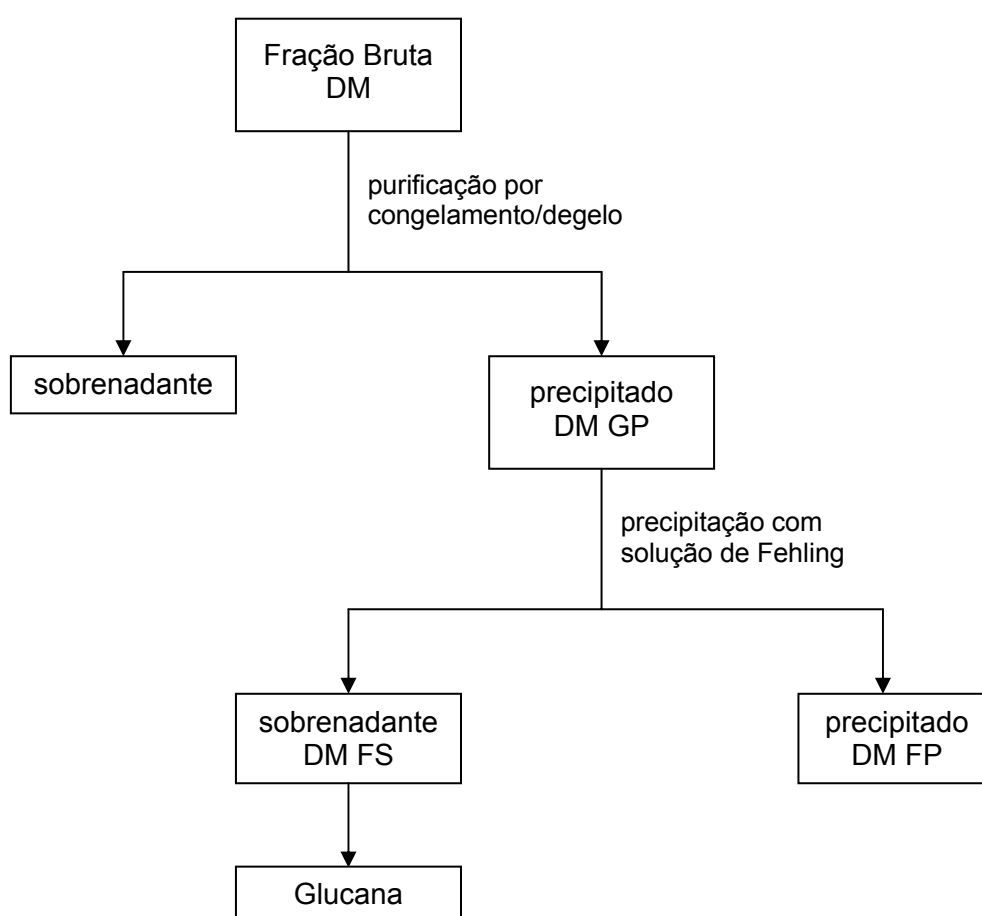 Fração Bruta
DM
purificação por
congelamento/degelo
sobrenadante
precipitado
DM GP
precipitação com
solução de Fehling
sobrenadante
DM FS
precipitado
DM FP
Glucana